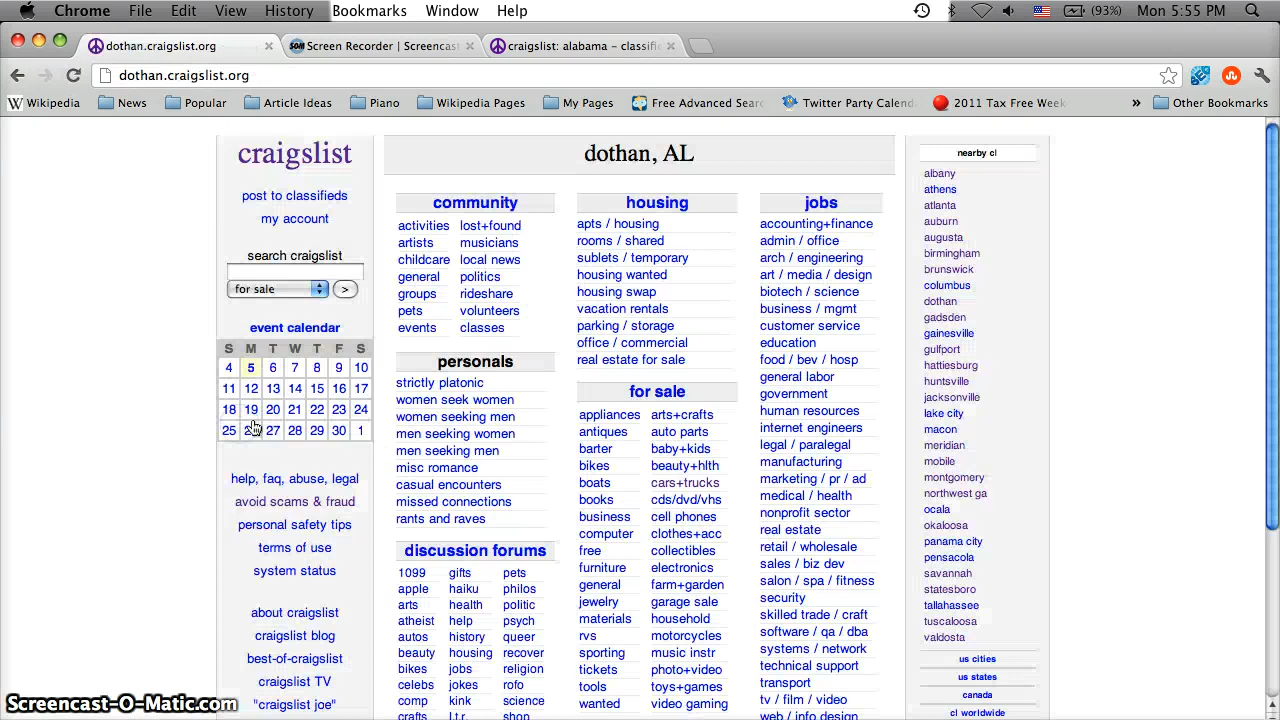 Chrome File Edit View History Bookmarks Window Help (93%) Mon 5:55 PM
dothan.craigslist.org
Screen Recorder | Screencast
craigslist: alabama – classifie
dothan.craigslist.org
Wikipedia News Popular Article Ideas Piano Wikipedia Pages My Pages Free Advanced Sear Twitter Party Calend 2011 Tax Free Week » Other Bookmarks
craigslist
post to classifieds
my account
search craigslist
for sale >
event calendar
S M T W T F S
4 5 6 7 8 9 10
11 12 13 14 15 16 17
18 19 20 21 22 23 24
25 27 28 29 30 1
help, faq, abuse, legal
avoid scams & fraud
personal safety tips
terms of use
system status
about craigslist
craigslist blog
best-of-craigslist
craigslist TV
"craigslist joe"
dothan, AL
community
activities lost+found
artists musicians
childcare local news
general politics
groups rideshare
pets volunteers
events classes
personals
strictly platonic
women seek women
women seeking men
men seeking women
men seeking men
misc romance
casual encounters
missed connections
rants and raves
discussion forums
1099 gifts pets
apple haiku philos
arts health politic
atheist help psych
autos history queer
beauty housing recover
bikes jobs religion
celebs jokes rofo
comp kink science
crafts l.t.r. shop
housing
apts / housing
rooms / shared
sublets / temporary
housing wanted
housing swap
vacation rentals
parking / storage
office / commercial
real estate for sale
for sale
appliances arts+crafts
antiques auto parts
barter baby+kids
bikes beauty+hlth
boats cars+trucks
books cds/dvd/vhs
business cell phones
computer clothes+acc
free collectibles
furniture electronics
general farm+garden
jewelry garage sale
materials household
rvs motorcycles
sporting music instr
tickets photo+video
tools toys+games
wanted video gaming
jobs
accounting+finance
admin / office
arch / engineering
art / media / design
biotech / science
business / mgmt
customer service
education
food / bev / hosp
general labor
government
human resources
internet engineers
legal / paralegal
manufacturing
marketing / pr / ad
medical / health
nonprofit sector
real estate
retail / wholesale
sales / biz dev
salon / spa / fitness
security
skilled trade / craft
software / qa / dba
systems / network
technical support
transport
tv / film / video
web / info design
nearby cl
albany
athens
atlanta
auburn
augusta
birmingham
brunswick
columbus
dothan
gadsden
gainesville
gulfport
hattiesburg
huntsville
jacksonville
lake city
macon
meridian
mobile
montgomery
northwest ga
ocala
okaloosa
panama city
pensacola
savannah
statesboro
tallahassee
tuscaloosa
valdosta
us cities
us states
canada
cl worldwide
Screencast-O-Matic.com